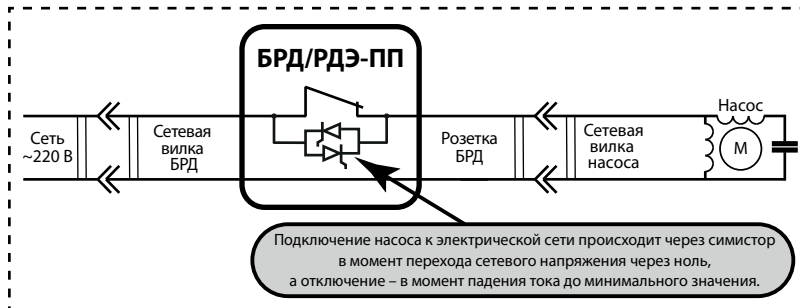 БРД/РДЭ-ПП
Насос
Сеть
~220 В
Сетевая
вилка
БРД
Розетка
БРД
Сетевая
вилка
насоса
М
Подключение насоса к электрической сети происходит через симистор
в момент перехода сетевого напряжения через ноль,
а отключение – в момент падения тока до минимального значения.